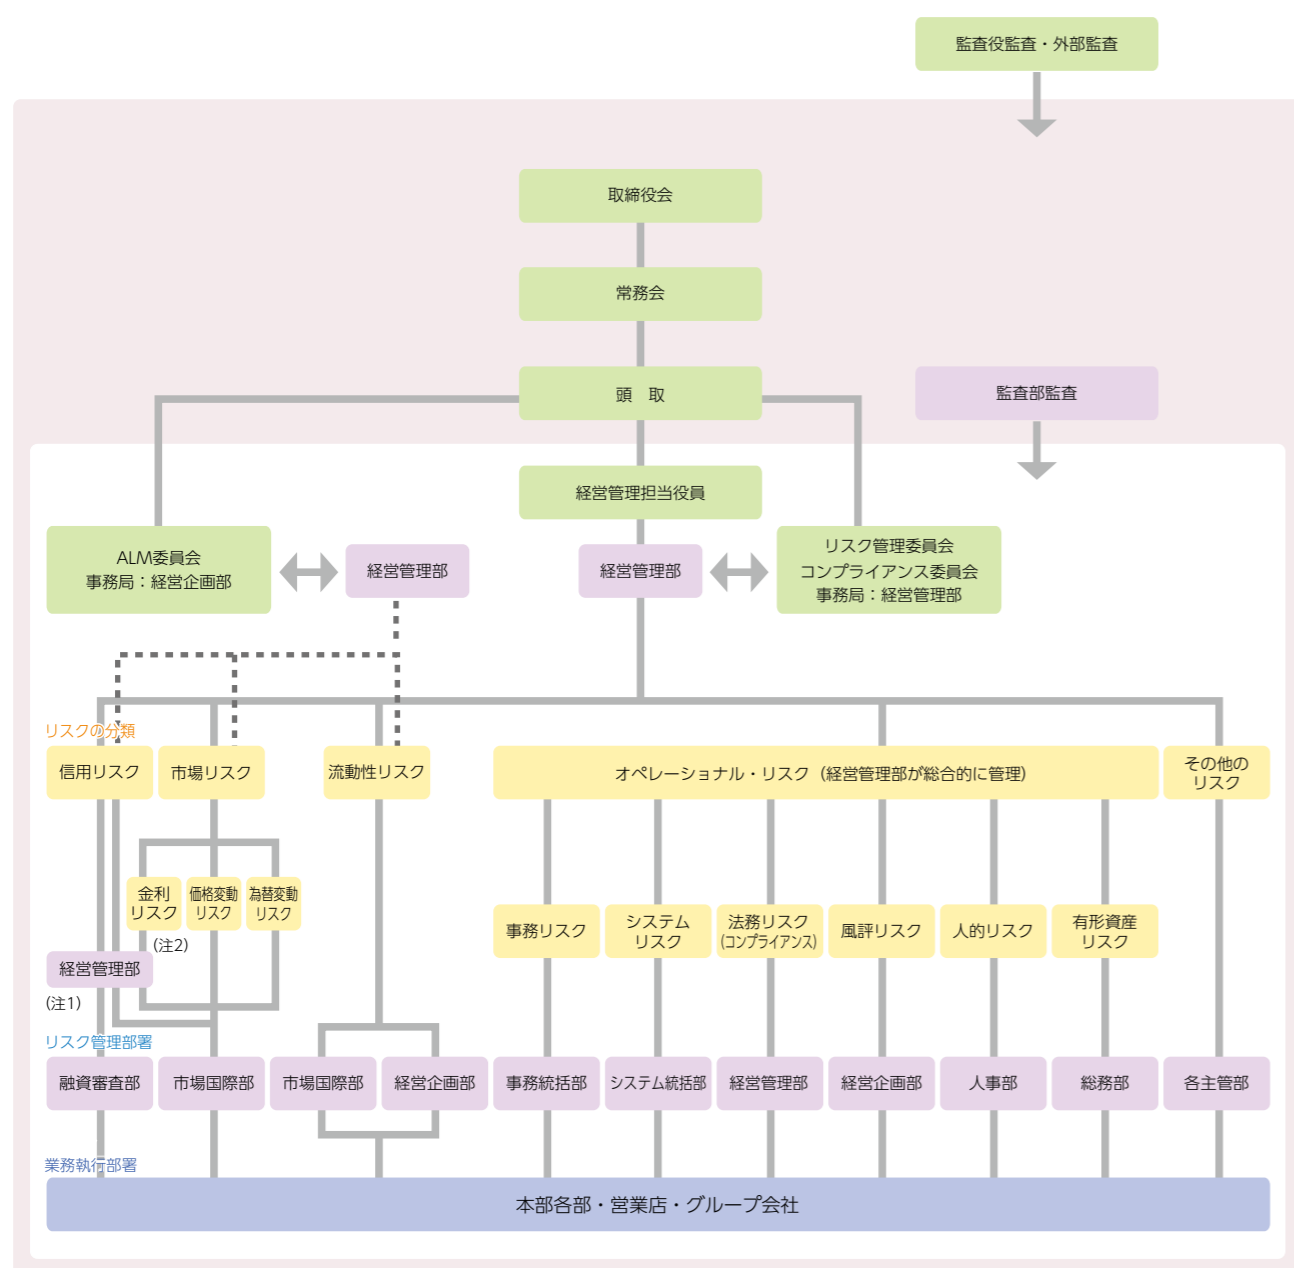 監査役監査・外部監査
取締役会
常務会
頭　取
監査部監査
経営管理担当役員
ALM委員会
事務局：経営企画部
経営管理部
経営管理部
リスク管理委員会
コンプライアンス委員会
事務局：経営管理部
リスクの分類
信用リスク
市場リスク
流動性リスク
オペレーショナル・リスク（経営管理部が総合的に管理）
その他の
リスク
金利
リスク
価格変動
リスク
為替変動
リスク
（注2）
事務リスク
システム
リスク
法務リスク
（コンプライアンス）
風評リスク
人的リスク
有形資産
リスク
経営管理部
（注1）
リスク管理部署
融資審査部
市場国際部
市場国際部
経営企画部
事務統括部
システム統括部
経営管理部
経営企画部
人事部
総務部
各主管部
業務執行部署
本部各部・営業店・グループ会社